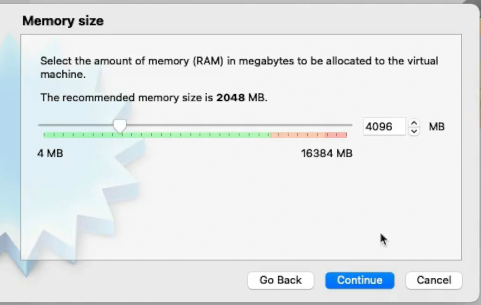 Memory size
Select the amount of memory (RAM) in megabytes to be allocated to the virtual
machine.
The recommended memory size is 2048 MB.
4096 MB
4 MB 16384 MB
Go Back Continue Cancel